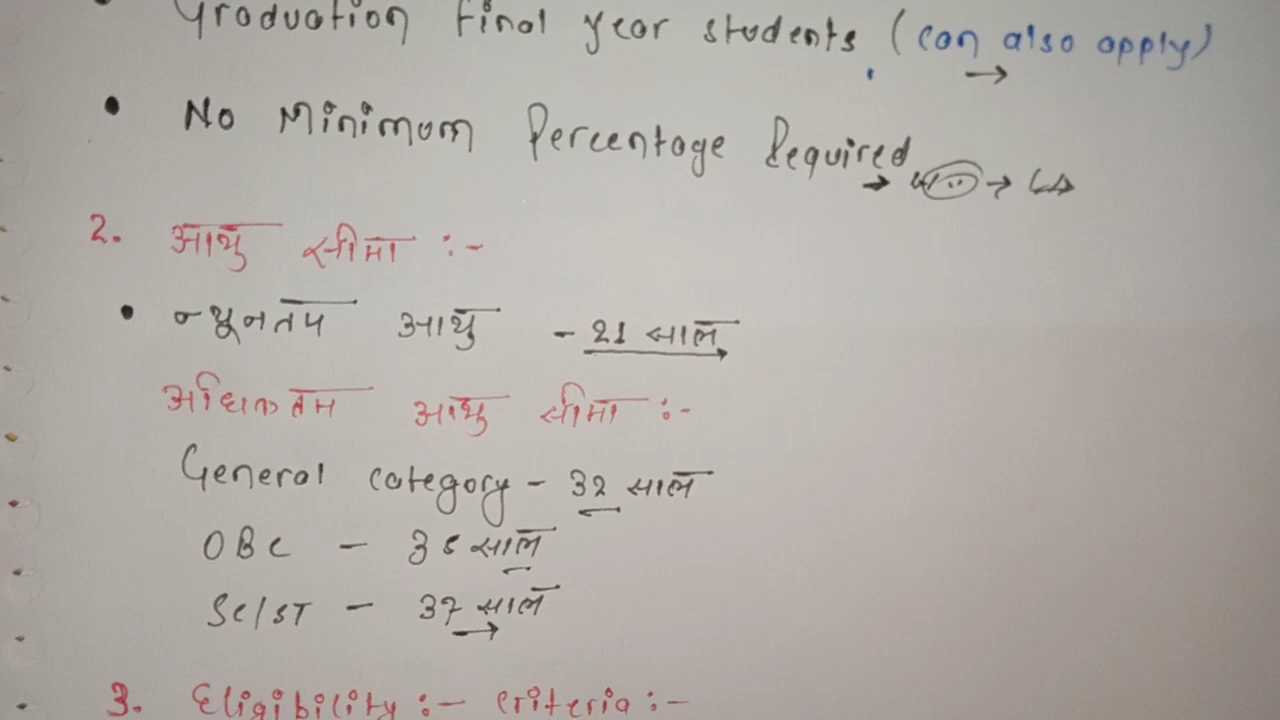 Graduation Final year students (can also apply)
• No Minimum Percentage Required
2. आयु सीमा :-
• न्यूनतम आयु - 21 साल
अधिकतम आयु सीमा :-
General category - 32 साल
OBC - 35 साल
SC/ST - 37 साल
3. Eligibility :- criteria :-